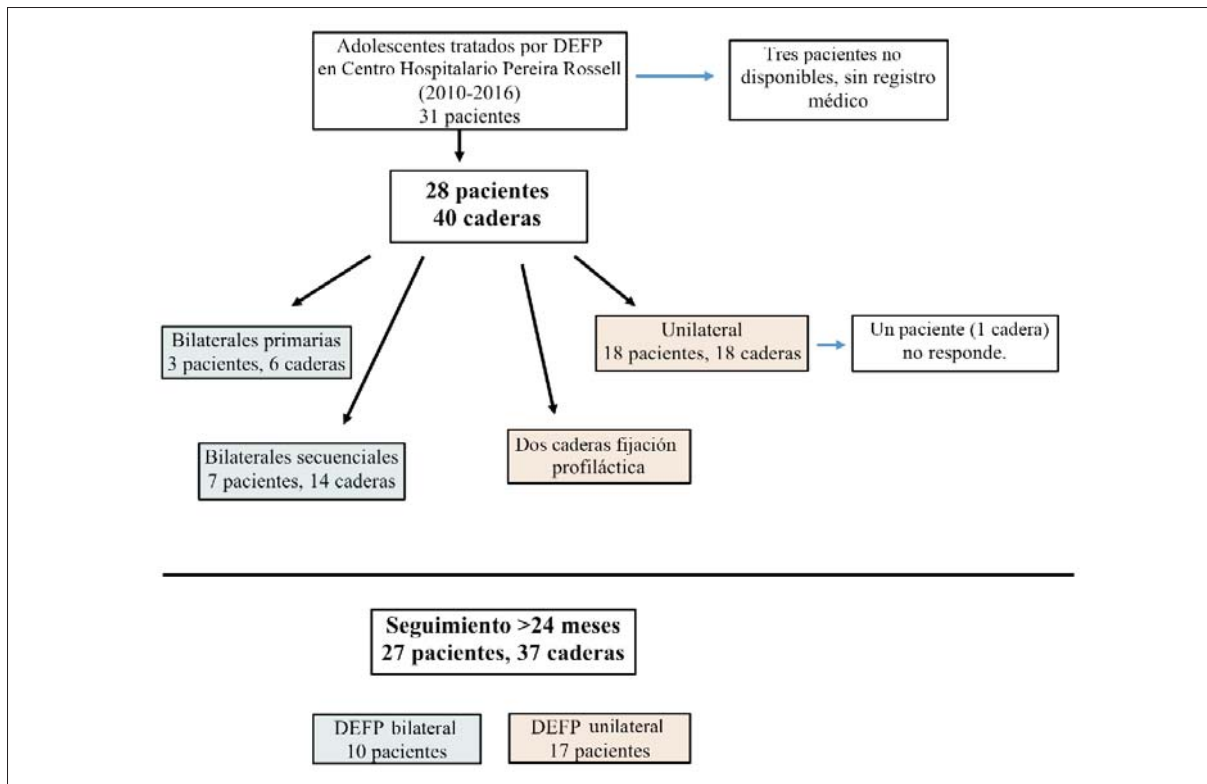 Adolescentes tratados por DEFP
en Centro Hospitalario Pereira Rossell
(2010-2016)
31 pacientes
Tres pacientes no
disponibles, sin registro
médico
28 pacientes
40 caderas
Bilaterales primarias
3 pacientes, 6 caderas
Unilateral
18 pacientes, 18 caderas
Un paciente (1 cadera)
no responde.
Bilaterales secuenciales
7 pacientes, 14 caderas
Dos caderas fijación
profiláctica
Seguimiento >24 meses
27 pacientes, 37 caderas
DEFP bilateral
10 pacientes
DEFP unilateral
17 pacientes